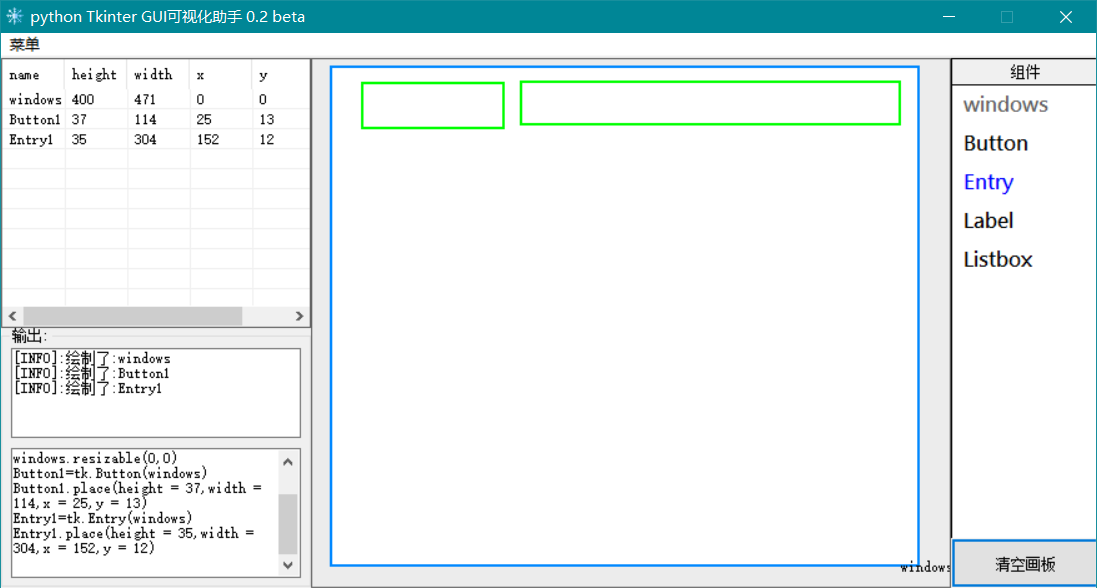 python Tkinter GUI可视化助手 0.2 beta
菜单
name height width x y
windows 400 471 0 0
Button1 37 114 25 13
Entry1 35 304 152 12
输出:
[INFO]:绘制了:windows
[INFO]:绘制了:Button1
[INFO]:绘制了:Entry1
windows.resizable(0,0)
Button1=tk.Button(windows)
Button1.place(height = 37,width =
114,x = 25,y = 13)
Entry1=tk.Entry(windows)
Entry1.place(height = 35,width =
304,x = 152,y = 12)
windows
组件
windows
Button
Entry
Label
Listbox
清空画板